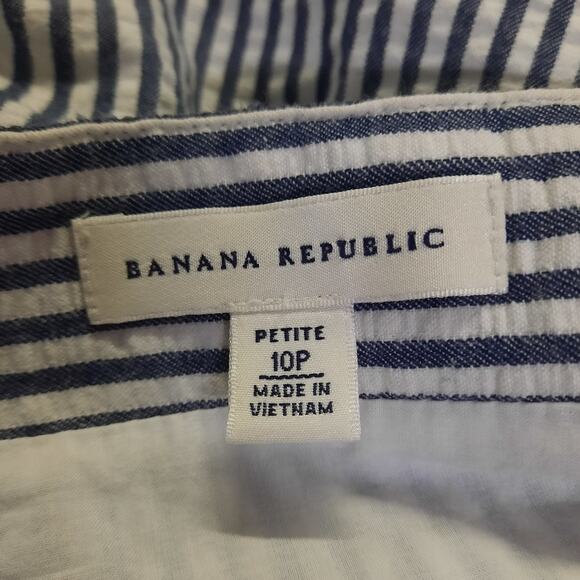 BANANA REPUBLIC
PETITE
10P
MADE IN
VIETNAM